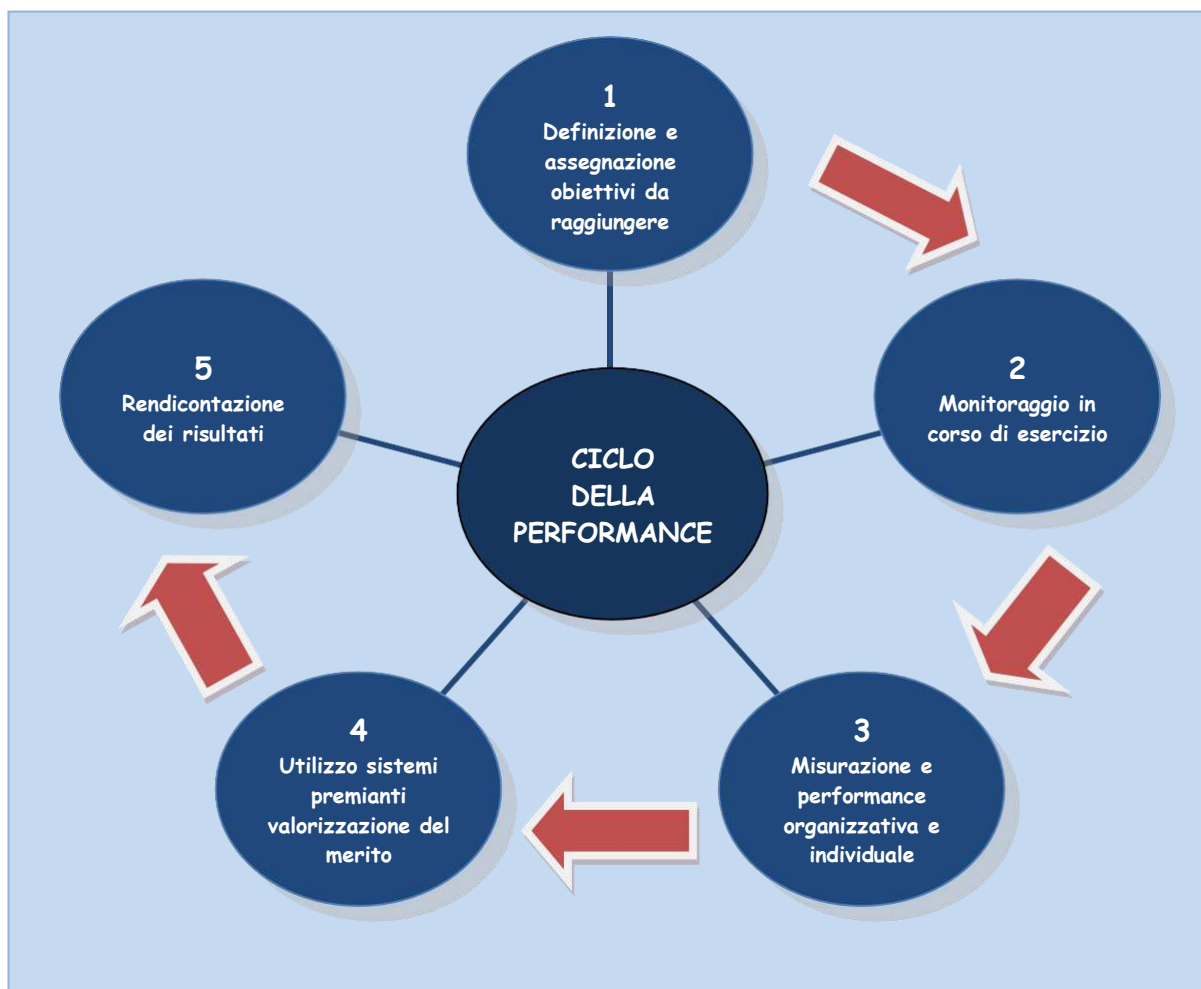 1
Definizione e
assegnazione
obiettivi da
raggiungere
2
Monitoraggio in
corso di esercizio
3
Misurazione e
performance
organizzativa e
individuale
4
Utilizzo sistemi
premianti
valorizzazione del
merito
5
Rendicontazione
dei risultati
CICLO
DELLA
PERFORMANCE